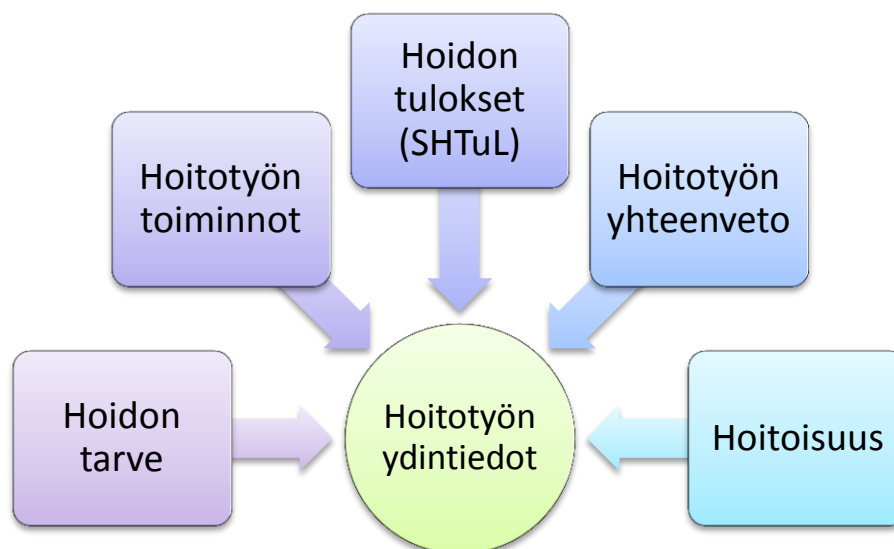 Hoidon
tulokset
(SHTuL)
Hoitotyön
toiminnot
Hoitotyön
yhteenveto
Hoidon
tarve
Hoitotyön
ydintiedot
Hoitoisuus